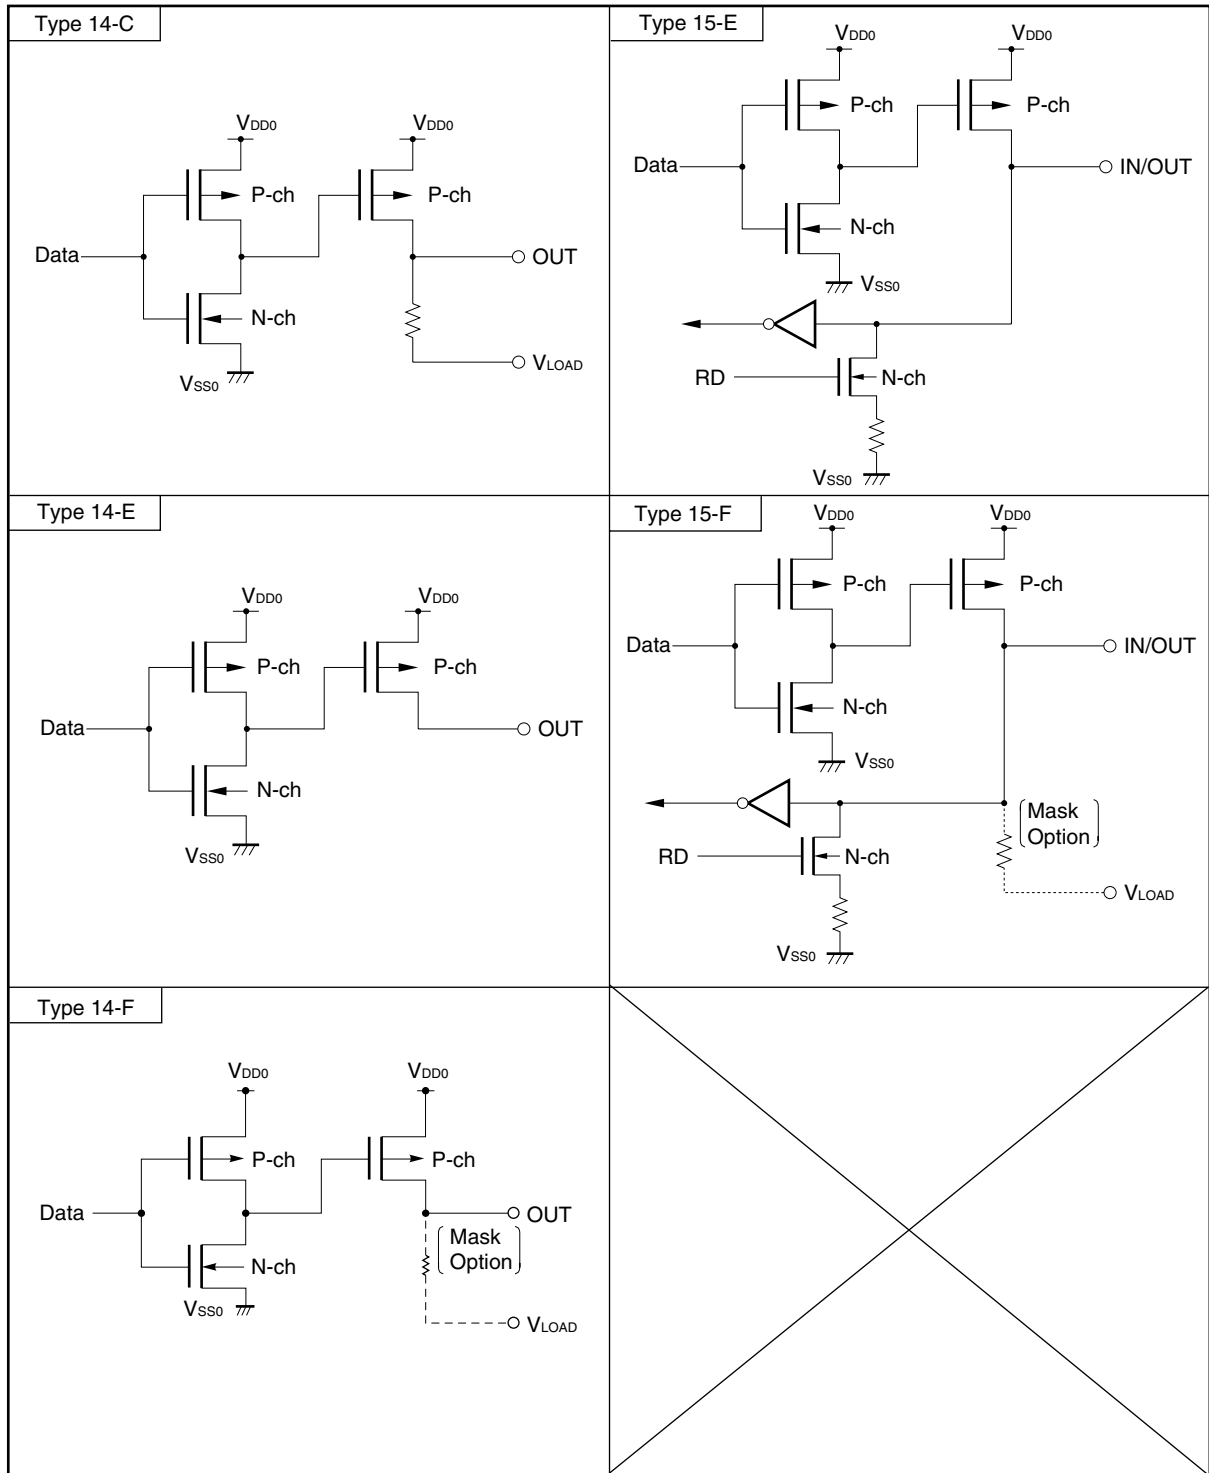 Type 14-C
VDD0
VDD0
P-ch
P-ch
Data
OUT
N-ch
VSS0
VLOAD
Type 15-E
VDD0
VDD0
P-ch
P-ch
Data
IN/OUT
N-ch
VSS0
RD
N-ch
VSS0
Type 14-E
VDD0
VDD0
P-ch
P-ch
Data
OUT
N-ch
VSS0
Type 15-F
VDD0
VDD0
P-ch
P-ch
Data
IN/OUT
N-ch
VSS0
Mask
Option
RD
N-ch
VLOAD
VSS0
Type 14-F
VDD0
VDD0
P-ch
P-ch
Data
OUT
Mask
Option
N-ch
VSS0
VLOAD